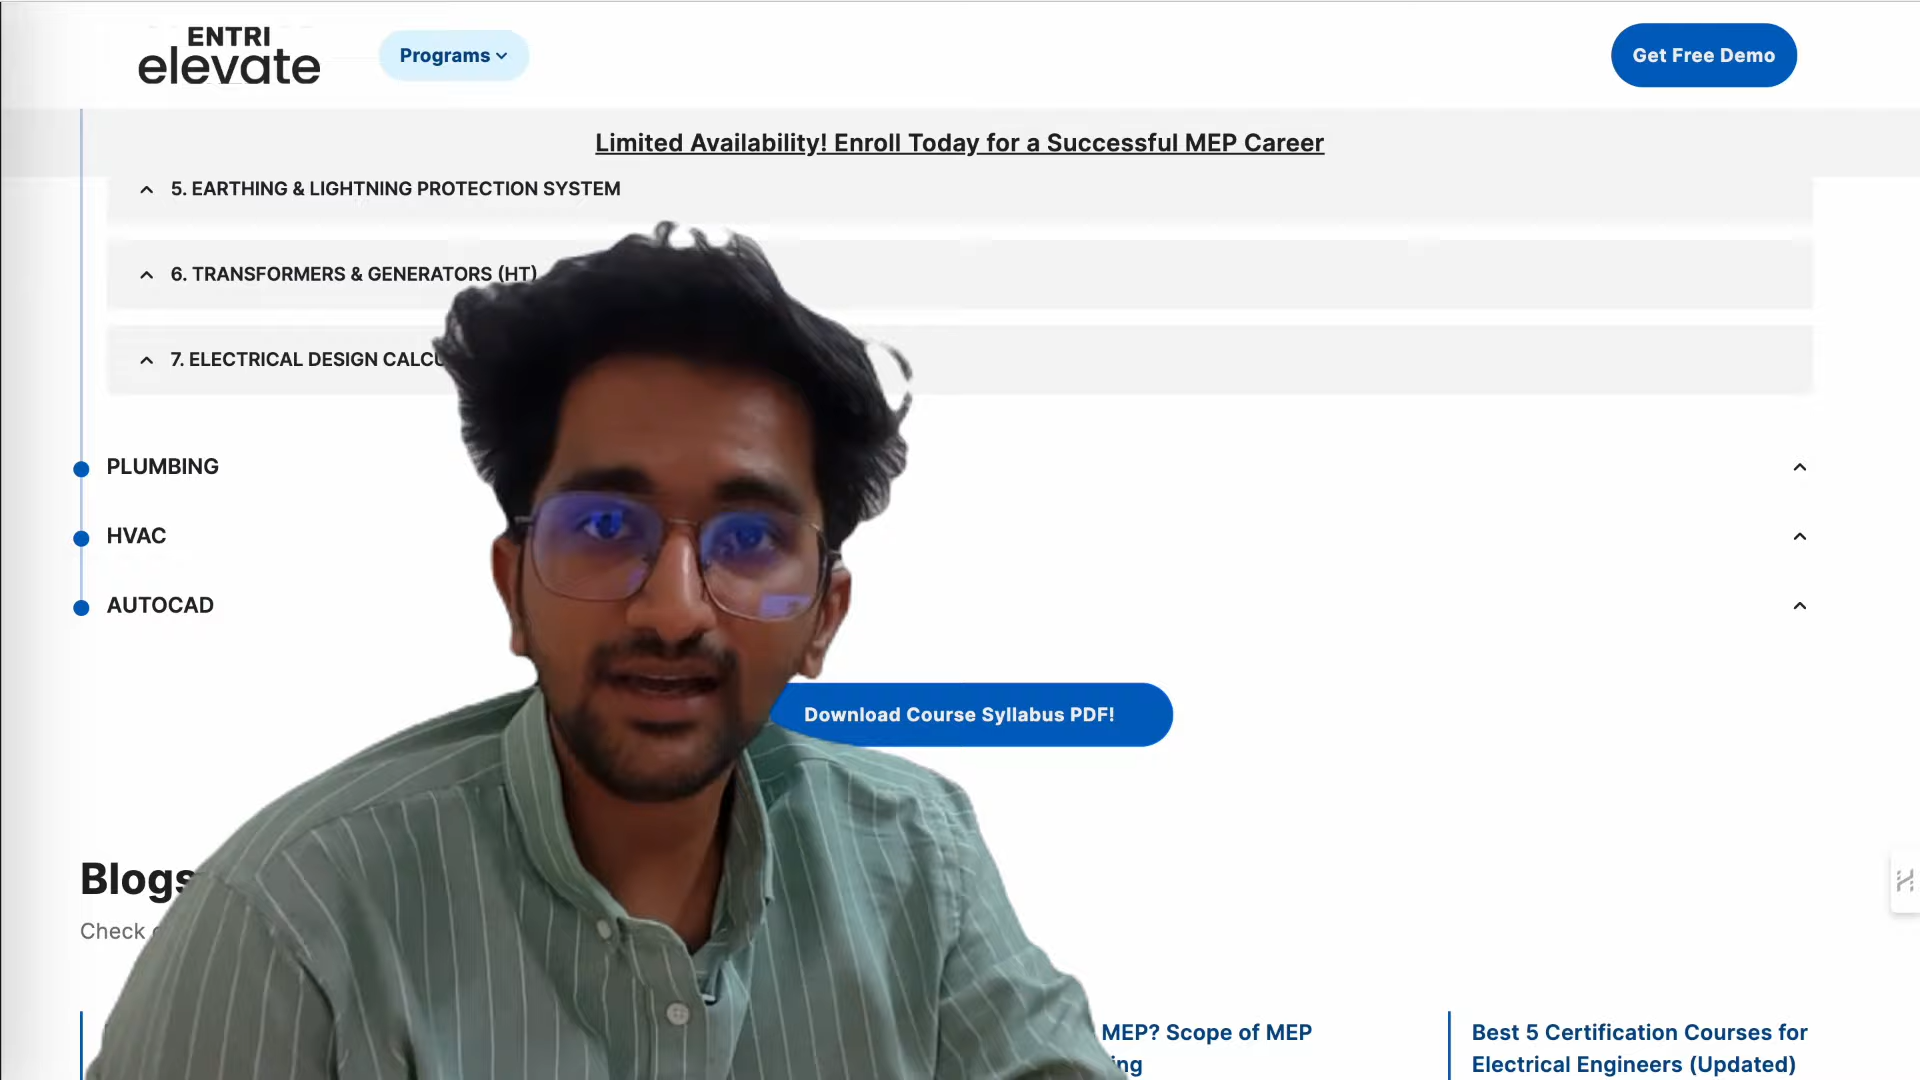 ENTRI
elevate
Programs
Get Free Demo
Limited Availability! Enroll Today for a Successful MEP Career
5. EARTHING & LIGHTNING PROTECTION SYSTEM
6. TRANSFORMERS & GENERATORS (HT)
7. ELECTRICAL DESIGN
PLUMBING
HVAC
AUTOCAD
Download Course Syllabus PDF!
Blogs
Check
MEP? Scope of MEP
Best 5 Certification Courses for
Electrical Engineers (Updated)